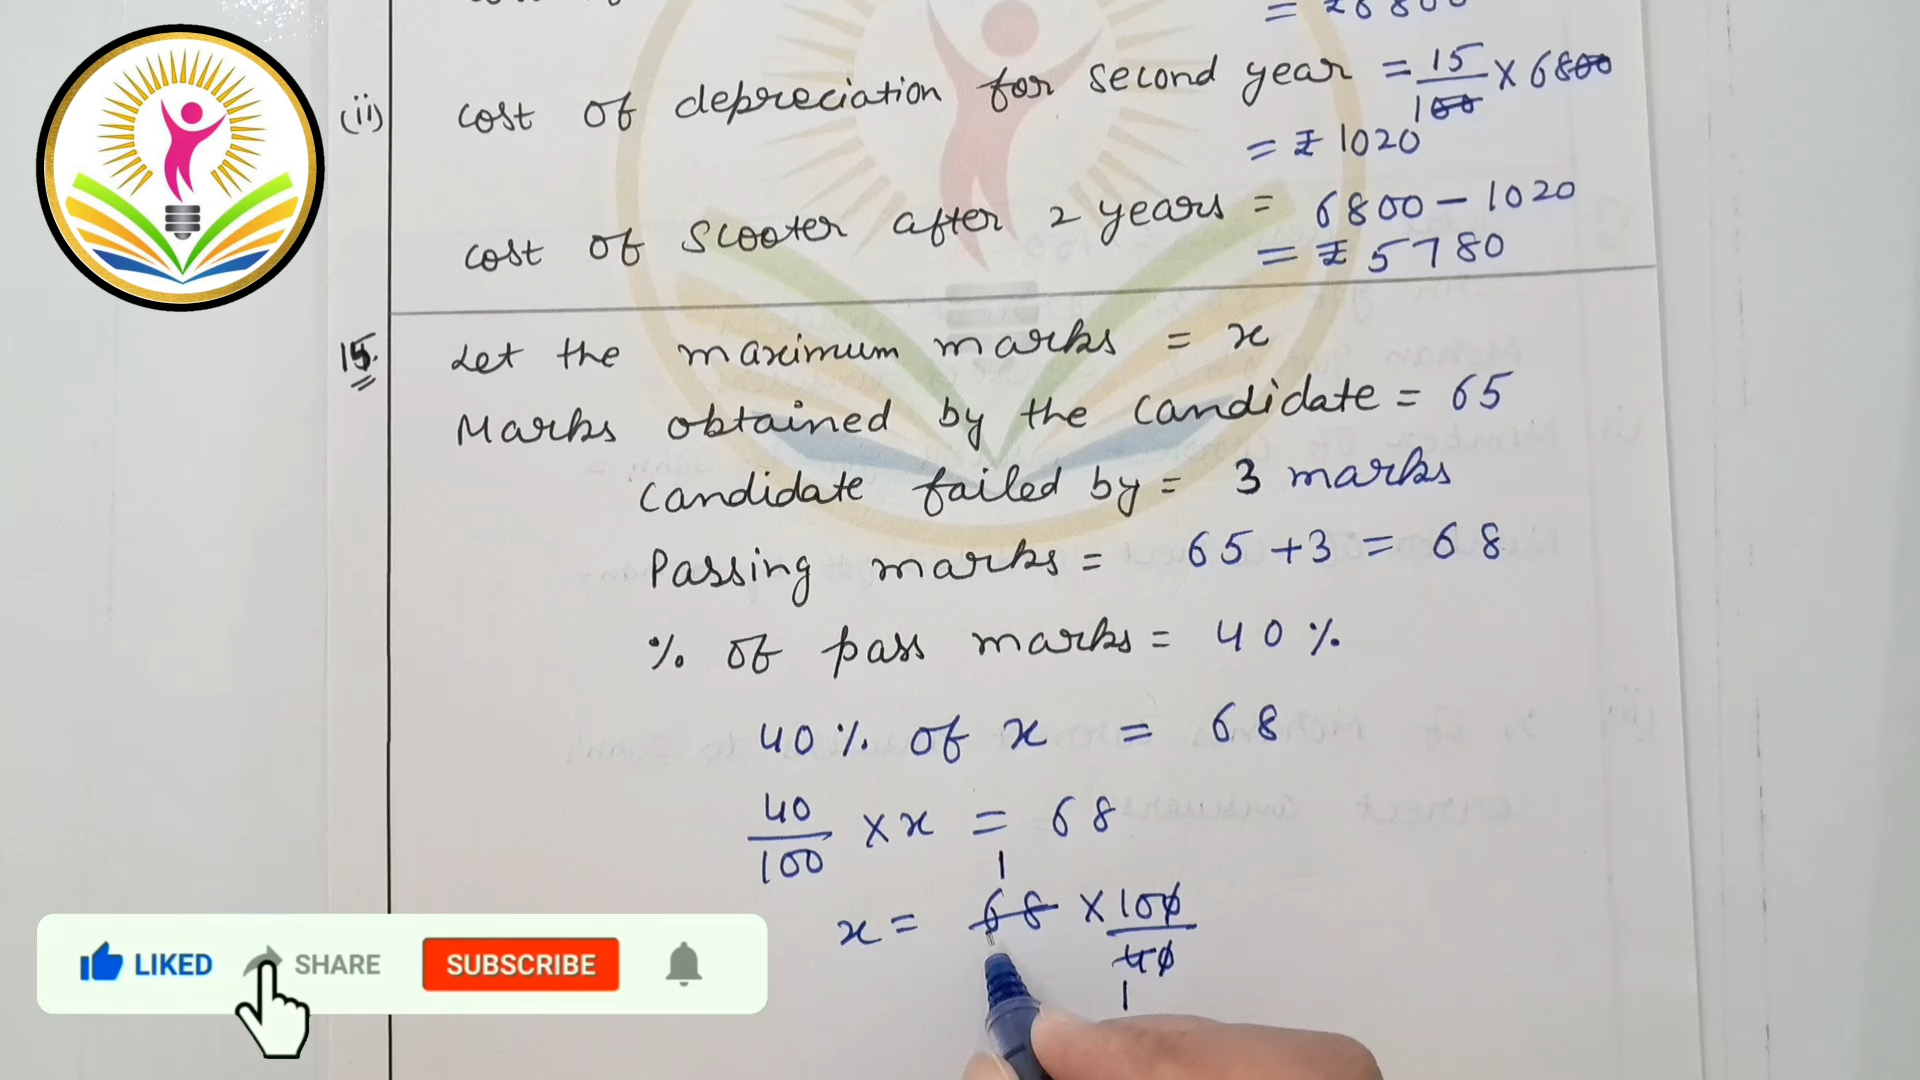 = ₹6800
(ii) cost of depreciation for second year = 15/100 × 6800
= ₹1020
cost of scooter after 2 years = 6800 - 1020
= ₹5780
15. Let the maximum marks = x
Marks obtained by the candidate = 65
candidate failed by = 3 marks
Passing marks = 65 + 3 = 68
% of pass marks = 40%
40% of x = 68
40/100 × x = 68
1
x = 68 × 100/40
1
LIKED SHARE SUBSCRIBE